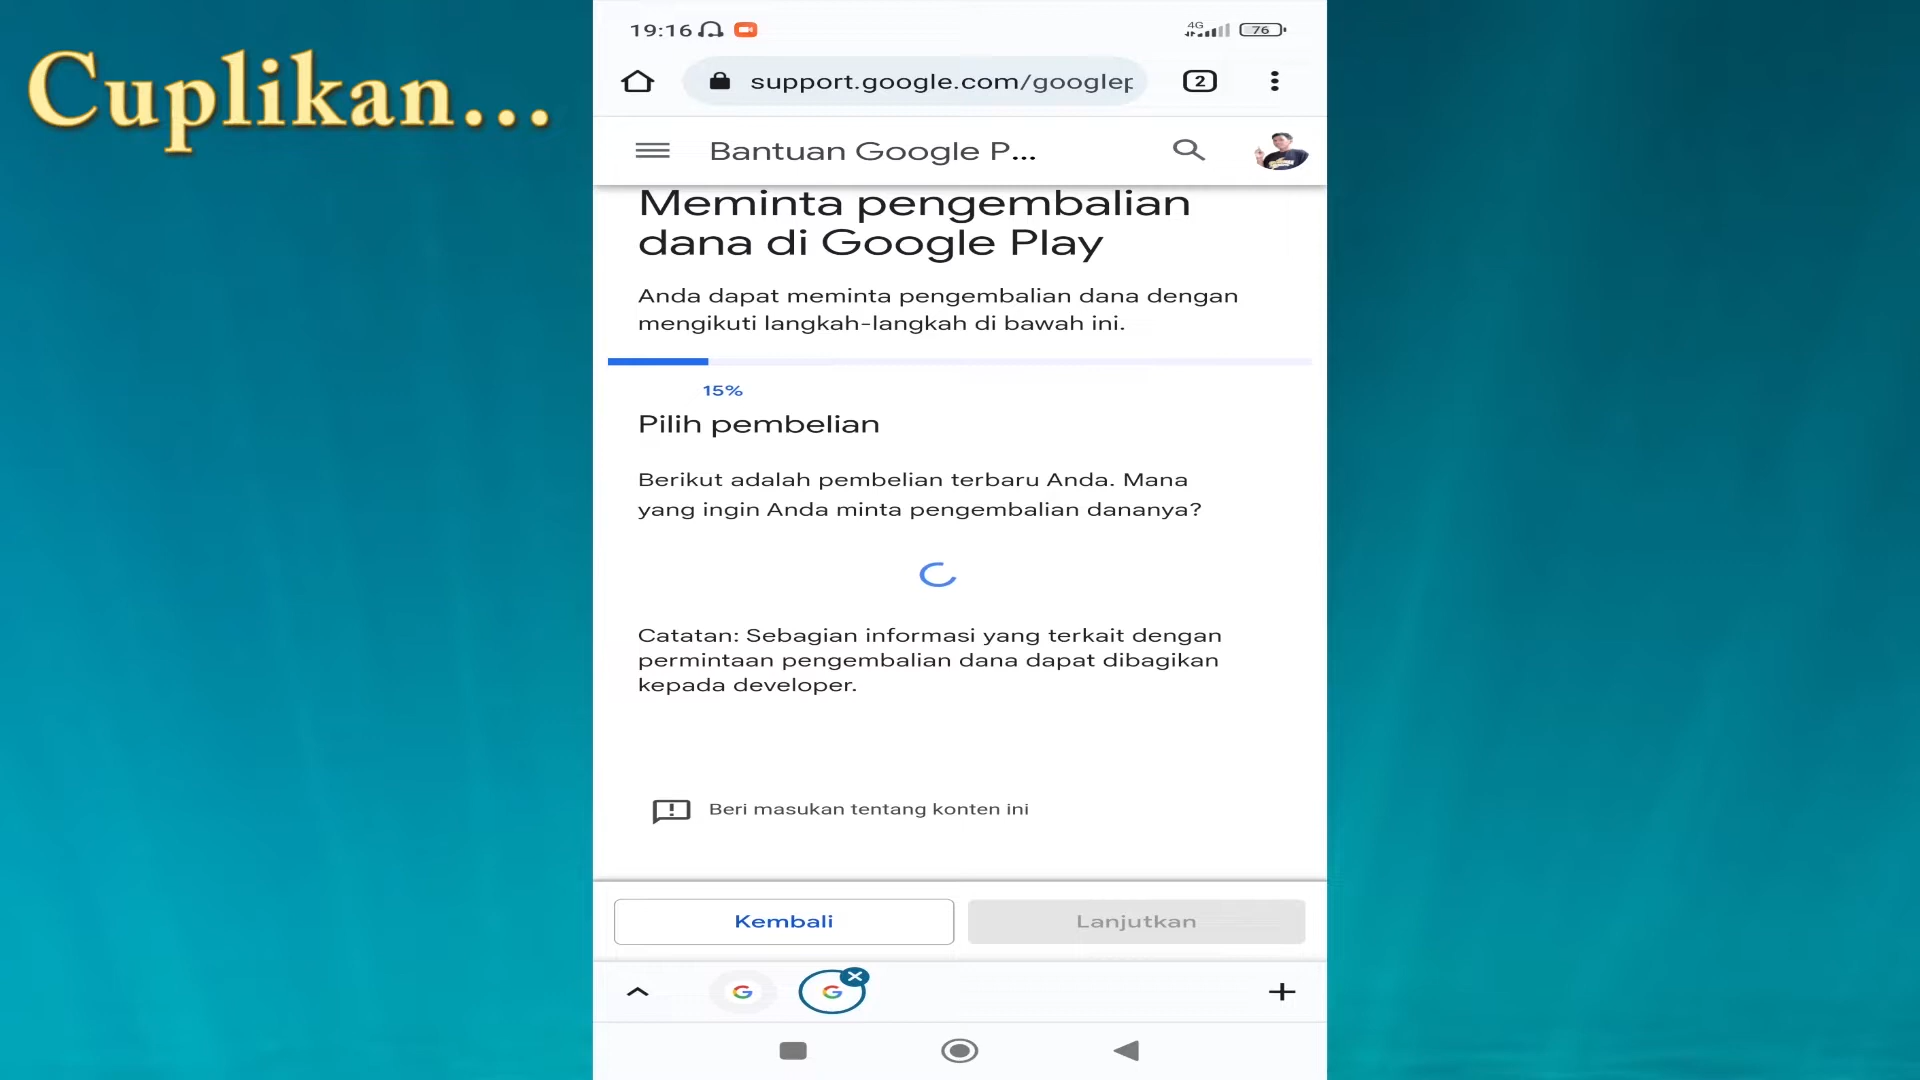 Cuplikan...
19:16
4G
76
support.google.com/googlep
2
Bantuan Google P...
Meminta pengembalian
dana di Google Play
Anda dapat meminta pengembalian dana dengan
mengikuti langkah-langkah di bawah ini.
15%
Pilih pembelian
Berikut adalah pembelian terbaru Anda. Mana
yang ingin Anda minta pengembalian dananya?
Catatan: Sebagian informasi yang terkait dengan
permintaan pengembalian dana dapat dibagikan
kepada developer.
Beri masukan tentang konten ini
Kembali
Lanjutkan